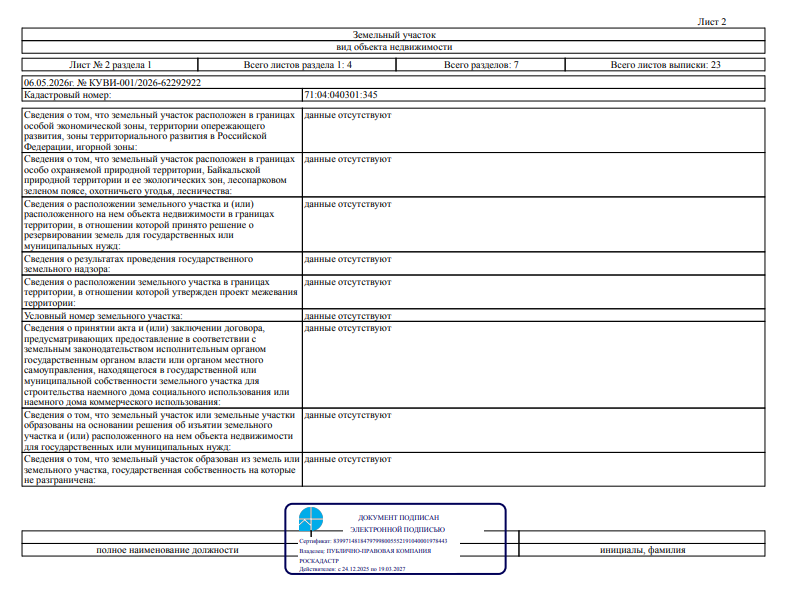 Лист 2
Земельный участок
вид объекта недвижимости
Лист № 2 раздела 1 Всего листов раздела 1: 4 Всего разделов: 7 Всего листов выписки: 23
06.05.2026г. № КУВИ-001/2026-62292922
Кадастровый номер: 71:04:040301:345
Сведения о том, что земельный участок расположен в границах данные отсутствуют
особой экономической зоны, территории опережающего
развития, зоны территориального развития в Российской
Федерации, игорной зоны:
Сведения о том, что земельный участок расположен в границах данные отсутствуют
особо охраняемой природной территории, Байкальской
природной территории и ее экологических зон, лесопарковом
зеленом поясе, охотничьего угодья, лесничества:
Сведения о расположении земельного участка и (или) данные отсутствуют
расположенного на нем объекта недвижимости в границах
территории, в отношении которой принято решение о
резервировании земель для государственных или
муниципальных нужд:
Сведения о результатах проведения государственного данные отсутствуют
земельного надзора:
Сведения о расположении земельного участка в границах данные отсутствуют
территории, в отношении которой утвержден проект межевания
территории:
Условный номер земельного участка: данные отсутствуют
Сведения о принятии акта и (или) заключении договора, данные отсутствуют
предусматривающих предоставление в соответствии с
земельным законодательством исполнительным органом
государственным органом власти или органом местного
самоуправления, находящегося в государственной или
муниципальной собственности земельного участка для
строительства наемного дома социального использования или
наемного дома коммерческого использования:
Сведения о том, что земельный участок или земельные участки данные отсутствуют
образованы на основании решения об изъятии земельного
участка и (или) расположенного на нем объекта недвижимости
для государственных или муниципальных нужд:
Сведения о том, что земельный участок образован из земель или данные отсутствуют
земельного участка, государственная собственность на которые
не разграничена:
ДОКУМЕНТ ПОДПИСАН
ЭЛЕКТРОННОЙ ПОДПИСЬЮ
Сертификат:
Владелец: ПУБЛИЧНО-ПРАВОВАЯ КОМПАНИЯ
РОСКАДАСТР
Действителен: с 24.12.2025 по 19.03.2027
полное наименование должности инициалы, фамилия